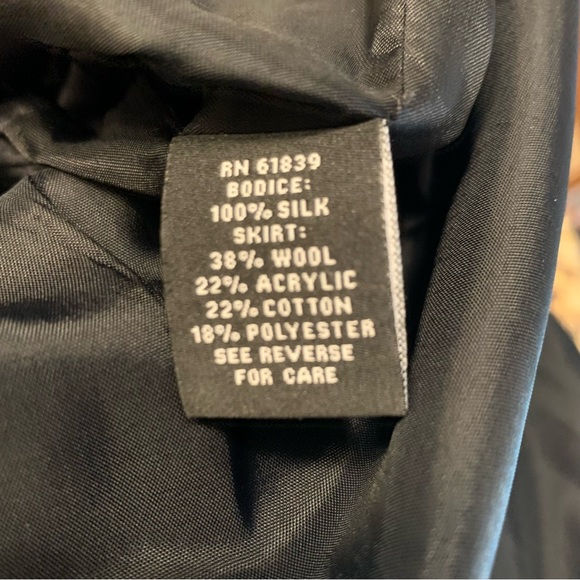 RN 61839
BODICE:
100% SILK
SKIRT:
38% WOOL
22% ACRYLIC
22% COTTON
18% POLYESTER
SEE REVERSE
FOR CARE